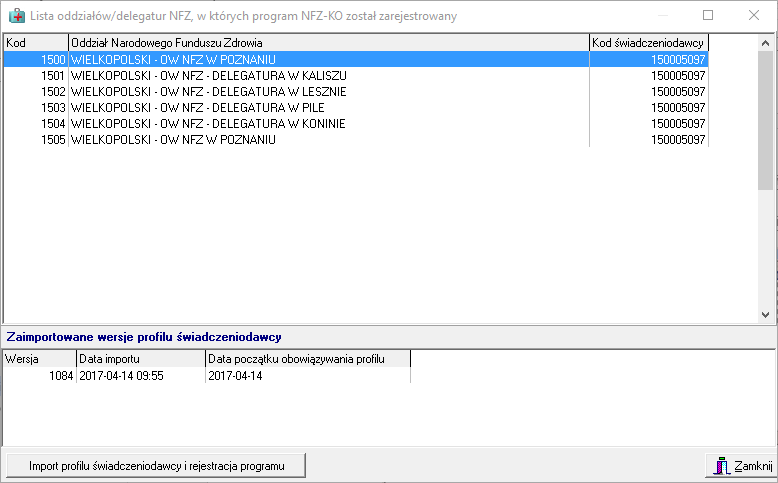 Lista oddziałów/delegatur NFZ, w których program NFZ-KO został zarejestrowany
Kod Oddział Narodowego Funduszu Zdrowia Kod świadczeniodawcy
1500 WIELKOPOLSKI - OW NFZ W POZNANIU 150005097
1501 WIELKOPOLSKI - OW NFZ - DELEGATURA W KALISZU 150005097
1502 WIELKOPOLSKI - OW NFZ - DELEGATURA W LESZNIE 150005097
1503 WIELKOPOLSKI - OW NFZ - DELEGATURA W PILE 150005097
1504 WIELKOPOLSKI - OW NFZ - DELEGATURA W KONINIE 150005097
1505 WIELKOPOLSKI - OW NFZ W POZNANIU 150005097
Zaimportowane wersje profilu świadczeniodawcy
Wersja Data importu Data początku obowiązywania profilu
1084 2017-04-14 09:55 2017-04-14
Import profilu świadczeniodawcy i rejestracja programu Zamknij